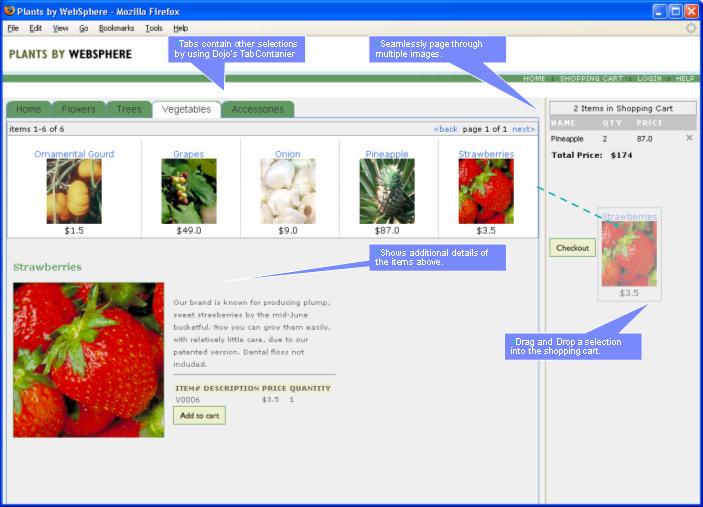 Plants by WebSphere - Mozilla Firefox
File Edit View Go Bookmarks Tools Help
PLANTS BY WEBSPHERE
Tabs contain other selections
by using Dojo's TabContanier
Seamlessly page through
multiple images.
HOME | SHOPPING CART | LOGIN | HELP
Home Flowers Trees Vegetables Accessories
items 1-6 of 6 <back page 1 of 1 next>
Ornamental Gourd Grapes Onion Pineapple Strawberries
$1.5 $49.0 $9.0 $87.0 $3.5
2 Items in Shopping Cart
NAME QTY PRICE
Pineapple 2 87.0
Total Price: $174
Strawberries
$3.5
Checkout
Shows additional details of
the items above.
Drag and Drop a selection
into the shopping cart.
Strawberries
Our brand is known for producing plump,
sweet strawberries by the mid-June
bucketful. Now you can grow them easily,
with relatively little care, due to our
patented version. Dental floss not
included.
ITEM# DESCRIPTION PRICE QUANTITY
V0006 $3.5 1
Add to cart